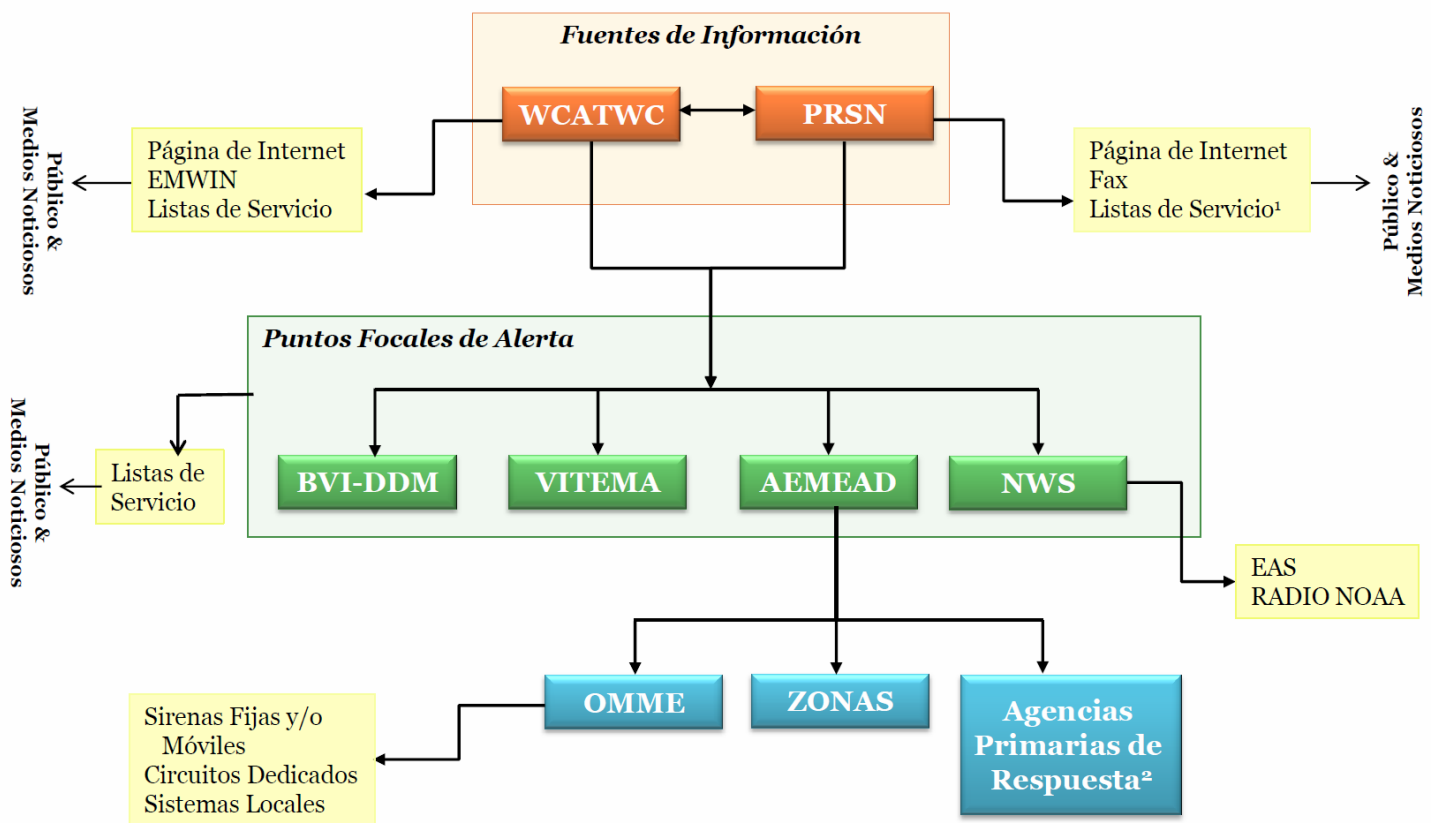 Fuentes de Información
WCATWC
PRSN
Público &
Medios Noticiosos
Página de Internet
EMWIN
Listas de Servicio
Página de Internet
Fax
Listas de Servicio¹
Público &
Medios Noticiosos
Puntos Focales de Alerta
BVI-DDM
VITEMA
AEMEAD
NWS
Público &
Medios Noticiosos
Listas de
Servicio
EAS
RADIO NOAA
OMME
ZONAS
Agencias
Primarias de
Respuesta²
Sirenas Fijas y/o
Móviles
Circuitos Dedicados
Sistemas Locales